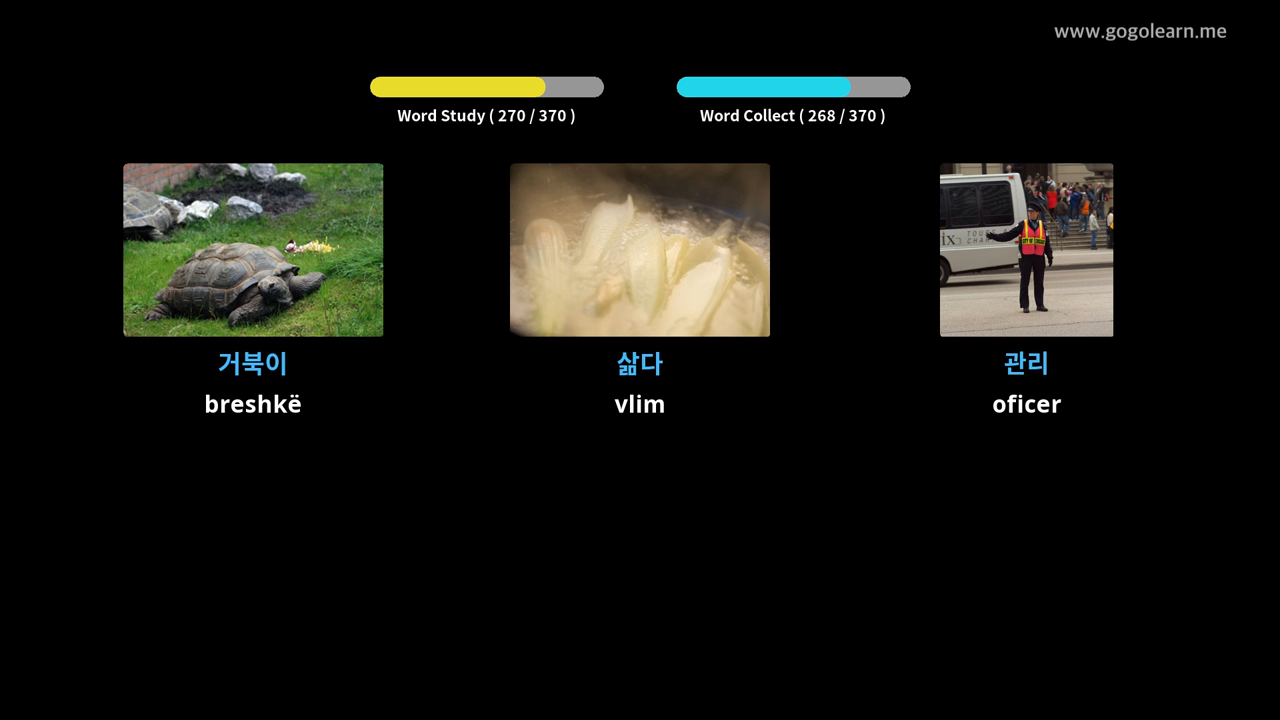 www.gogolearn.me
Word Study ( 270 / 370 )
Word Collect ( 268 / 370 )
거북이
삶다
관리
breshkë
vlim
oficer